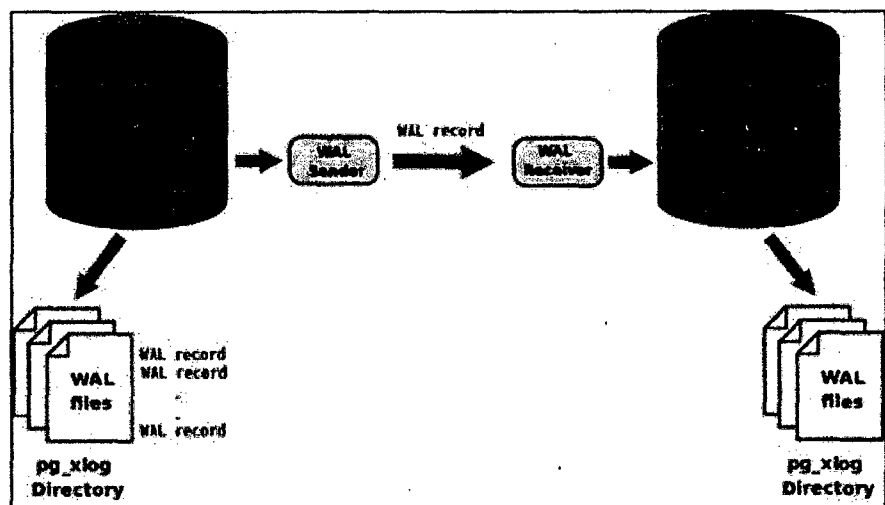 WAL record
WAL
Sender
WAL
Receiver
WAL record
WAL record
WAL record
WAL
files
WAL
files
pg_xlog
Directory
pg_xlog
Directory